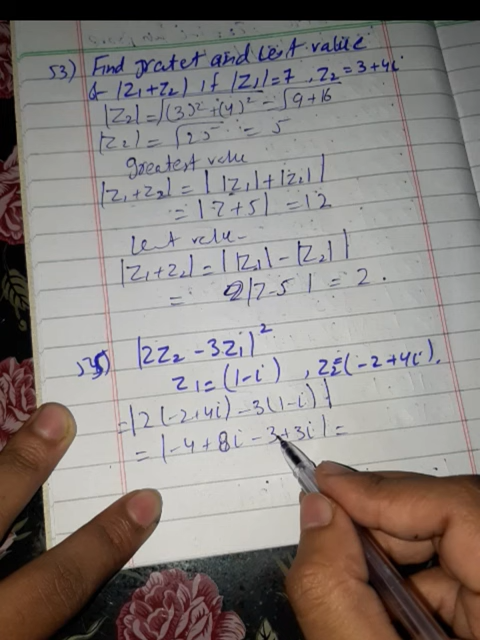 53) Find gratet and leit value
of |Z1+Z2| if |Z1|=7, Z2=3+4i
|Z2|=√(3)²+(4)² = √9+16
|Z2|= √25 = 5
greatest value
|Z1+Z2|= | |Z1|+|Z2| |
= |7+5| = 12
Leut value-
|Z1+Z2|= | |Z1| - |Z2| |
= |7-5| = 2.
|2Z2 - 3Z1|²
Z1=(1-i) , Z2=(-2+4i).
=|2(-2+4i)-3(1-i)|
= |-4+8i-3+3i| =